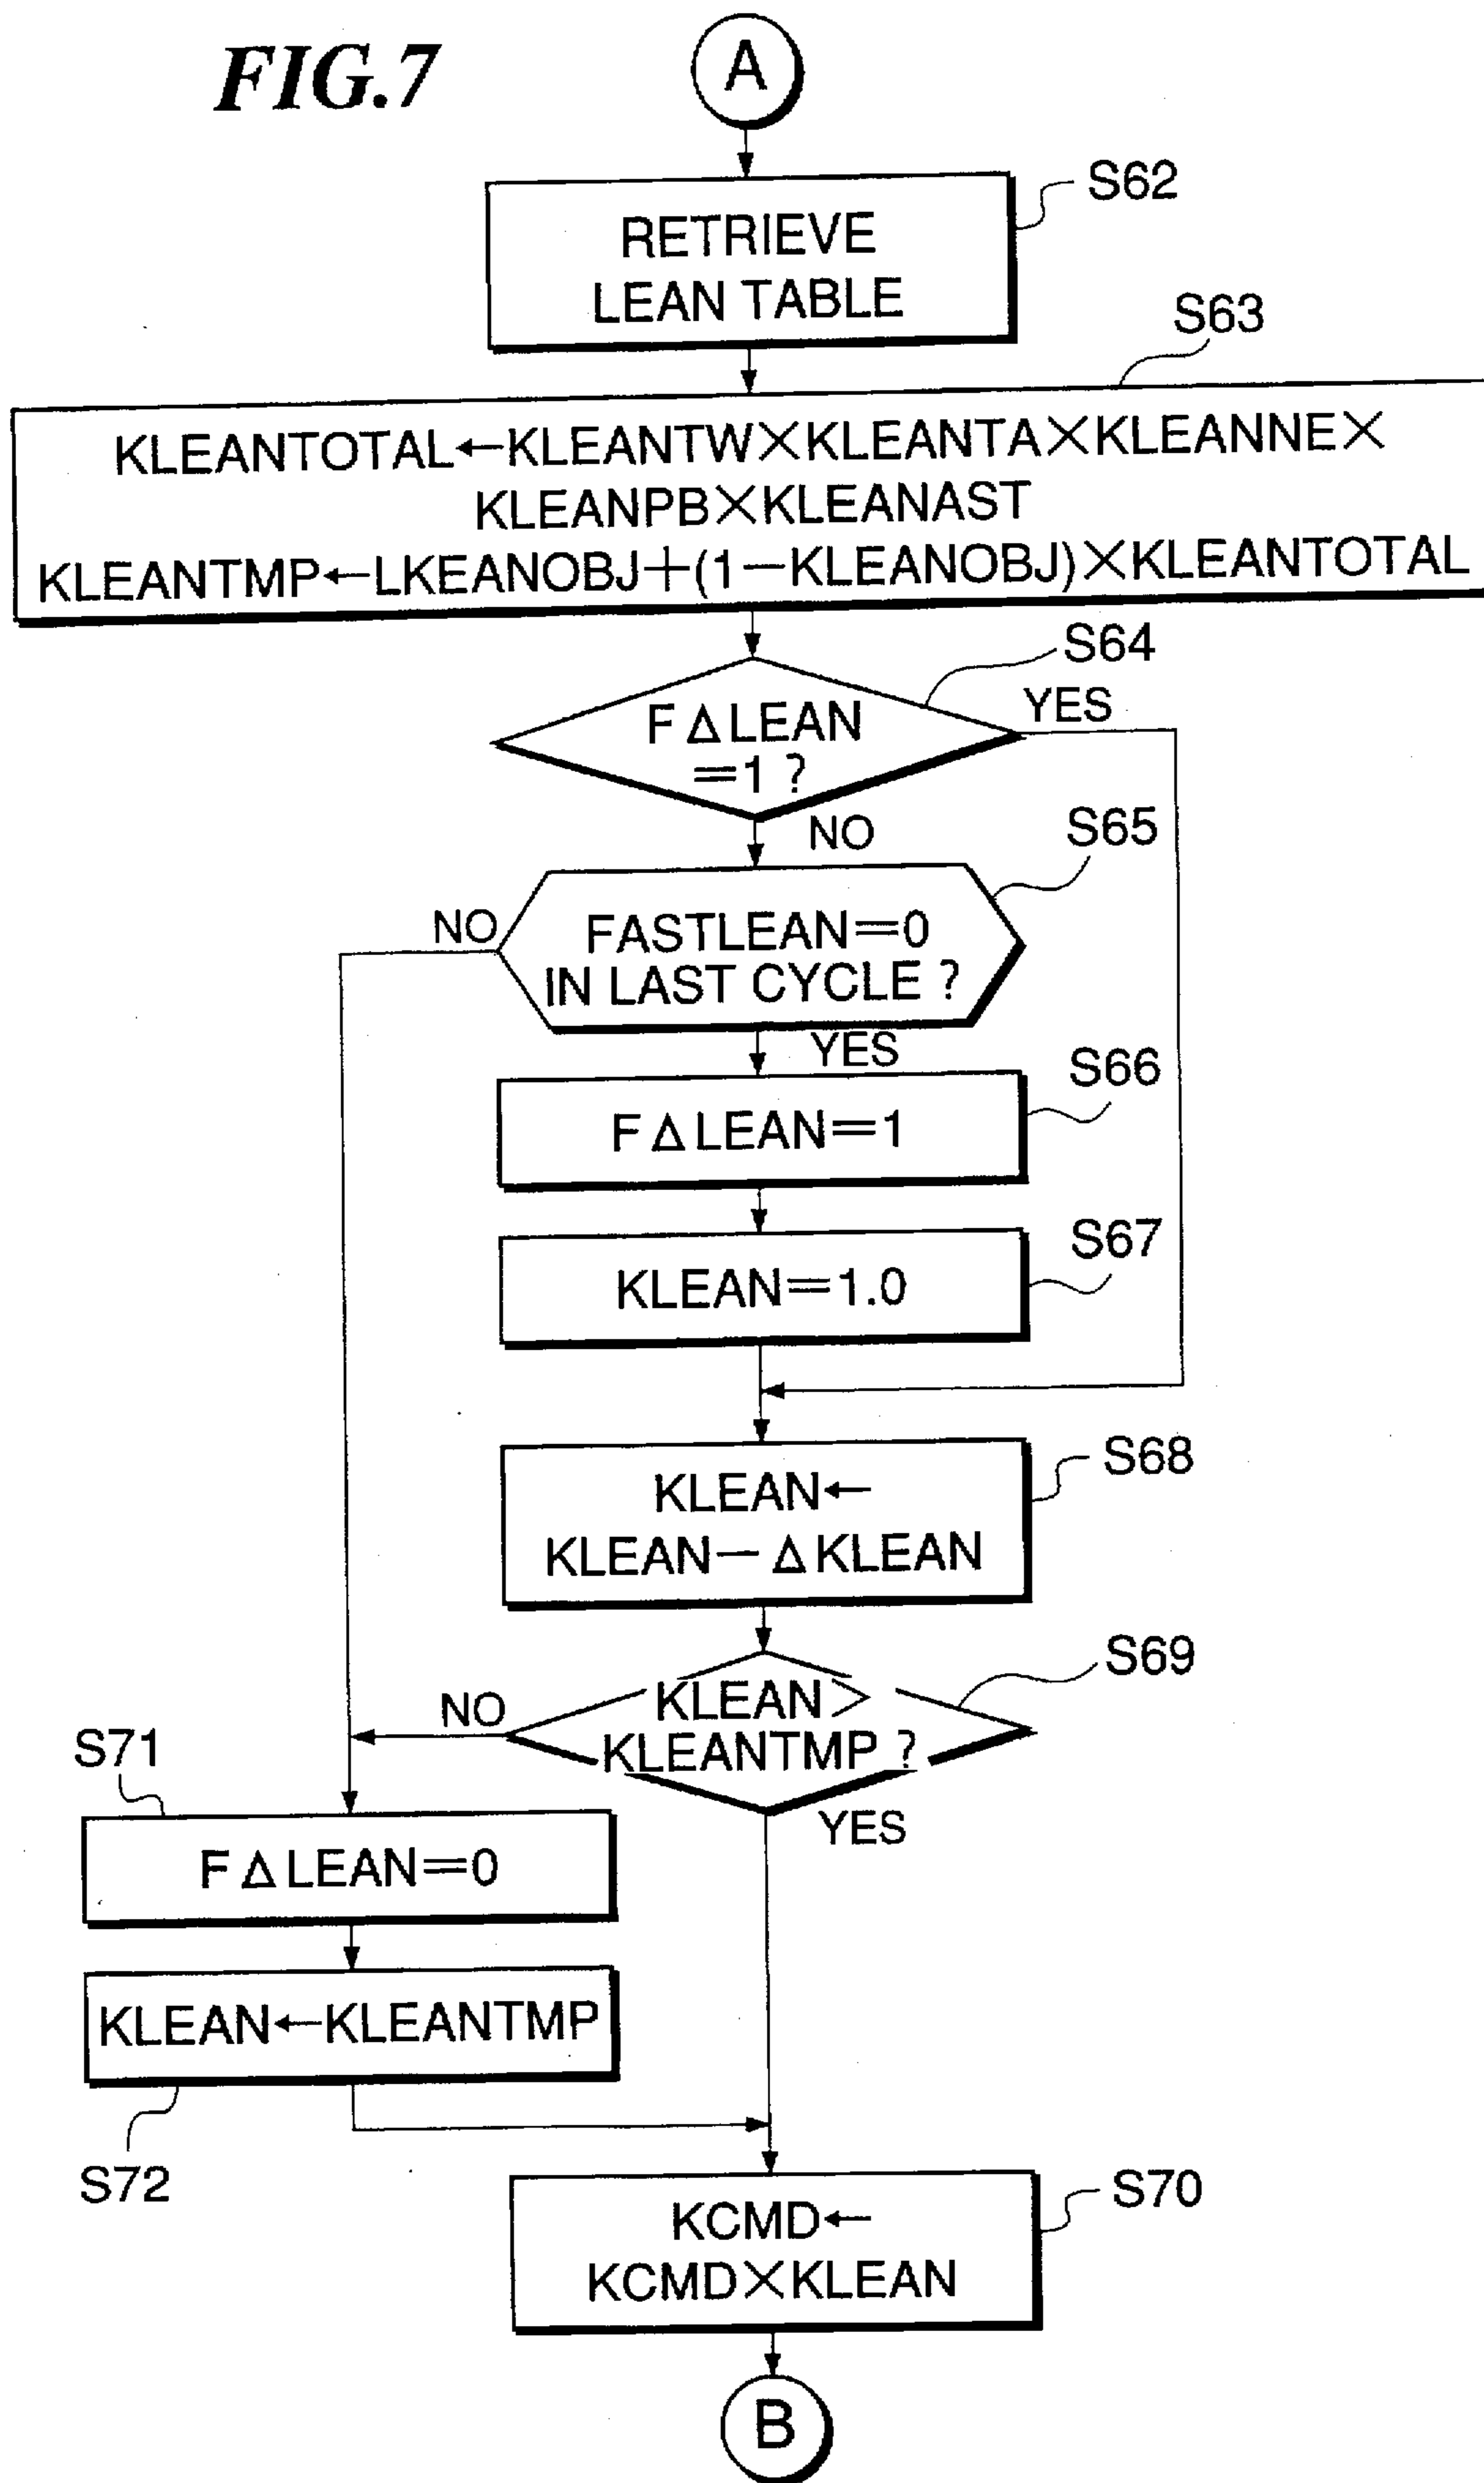 FIG.7
A
S62
RETRIEVE
LEAN TABLE
S63
KLEANTOTAL←KLEANTW×KLEANTA×KLEANNE×
KLEANPB×KLEANAST
KLEANTMP←LKEANOBJ+(1−KLEANOBJ)×KLEANTOTAL
S64
F△LEAN
=1 ?
YES
NO
S65
FASTLEAN=0
IN LAST CYCLE ?
NO
YES
S66
F△LEAN=1
S67
KLEAN=1.0
S68
KLEAN←
KLEAN−△KLEAN
S69
KLEAN>
KLEANTMP ?
NO
YES
S71
F△LEAN=0
KLEAN←KLEANTMP
S72
S70
KCMD←
KCMD×KLEAN
B